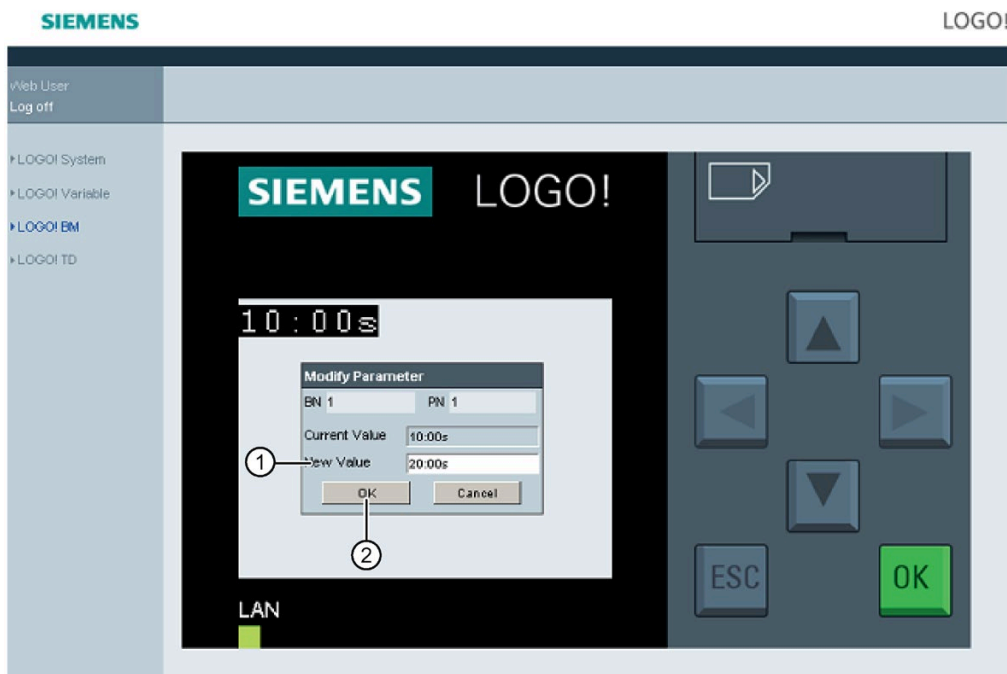 SIEMENS LOGO!
Web User
Log off
LOGO! System
LOGO! Variable
LOGO! BM
LOGO! TD
SIEMENS LOGO!
10:00s
Modify Parameter
BN 1 PN 1
Current Value 10:00s
1 New Value 20:00s
OK Cancel
2
ESC OK
LAN